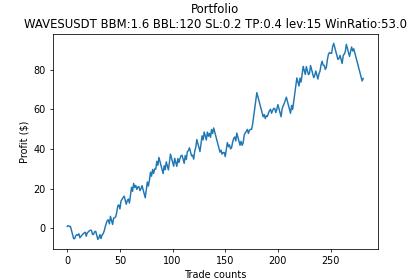 Portfolio
WAVESUSDT BBM:1.6 BBL:120 SL:0.2 TP:0.4 lev:15 WinRatio:53.0
Profit ($)
80
60
40
20
0
0 50 100 150 200 250
Trade counts